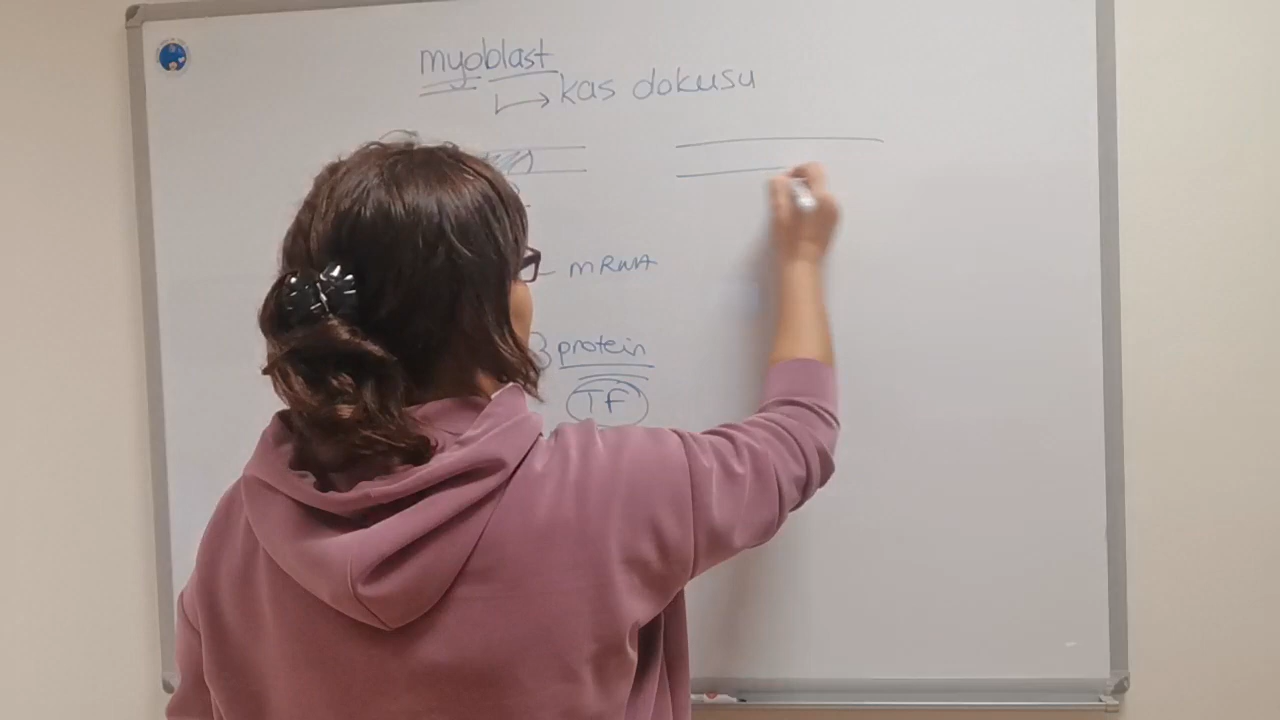 myoblast
kas dokusu
mRNA
protein
TF